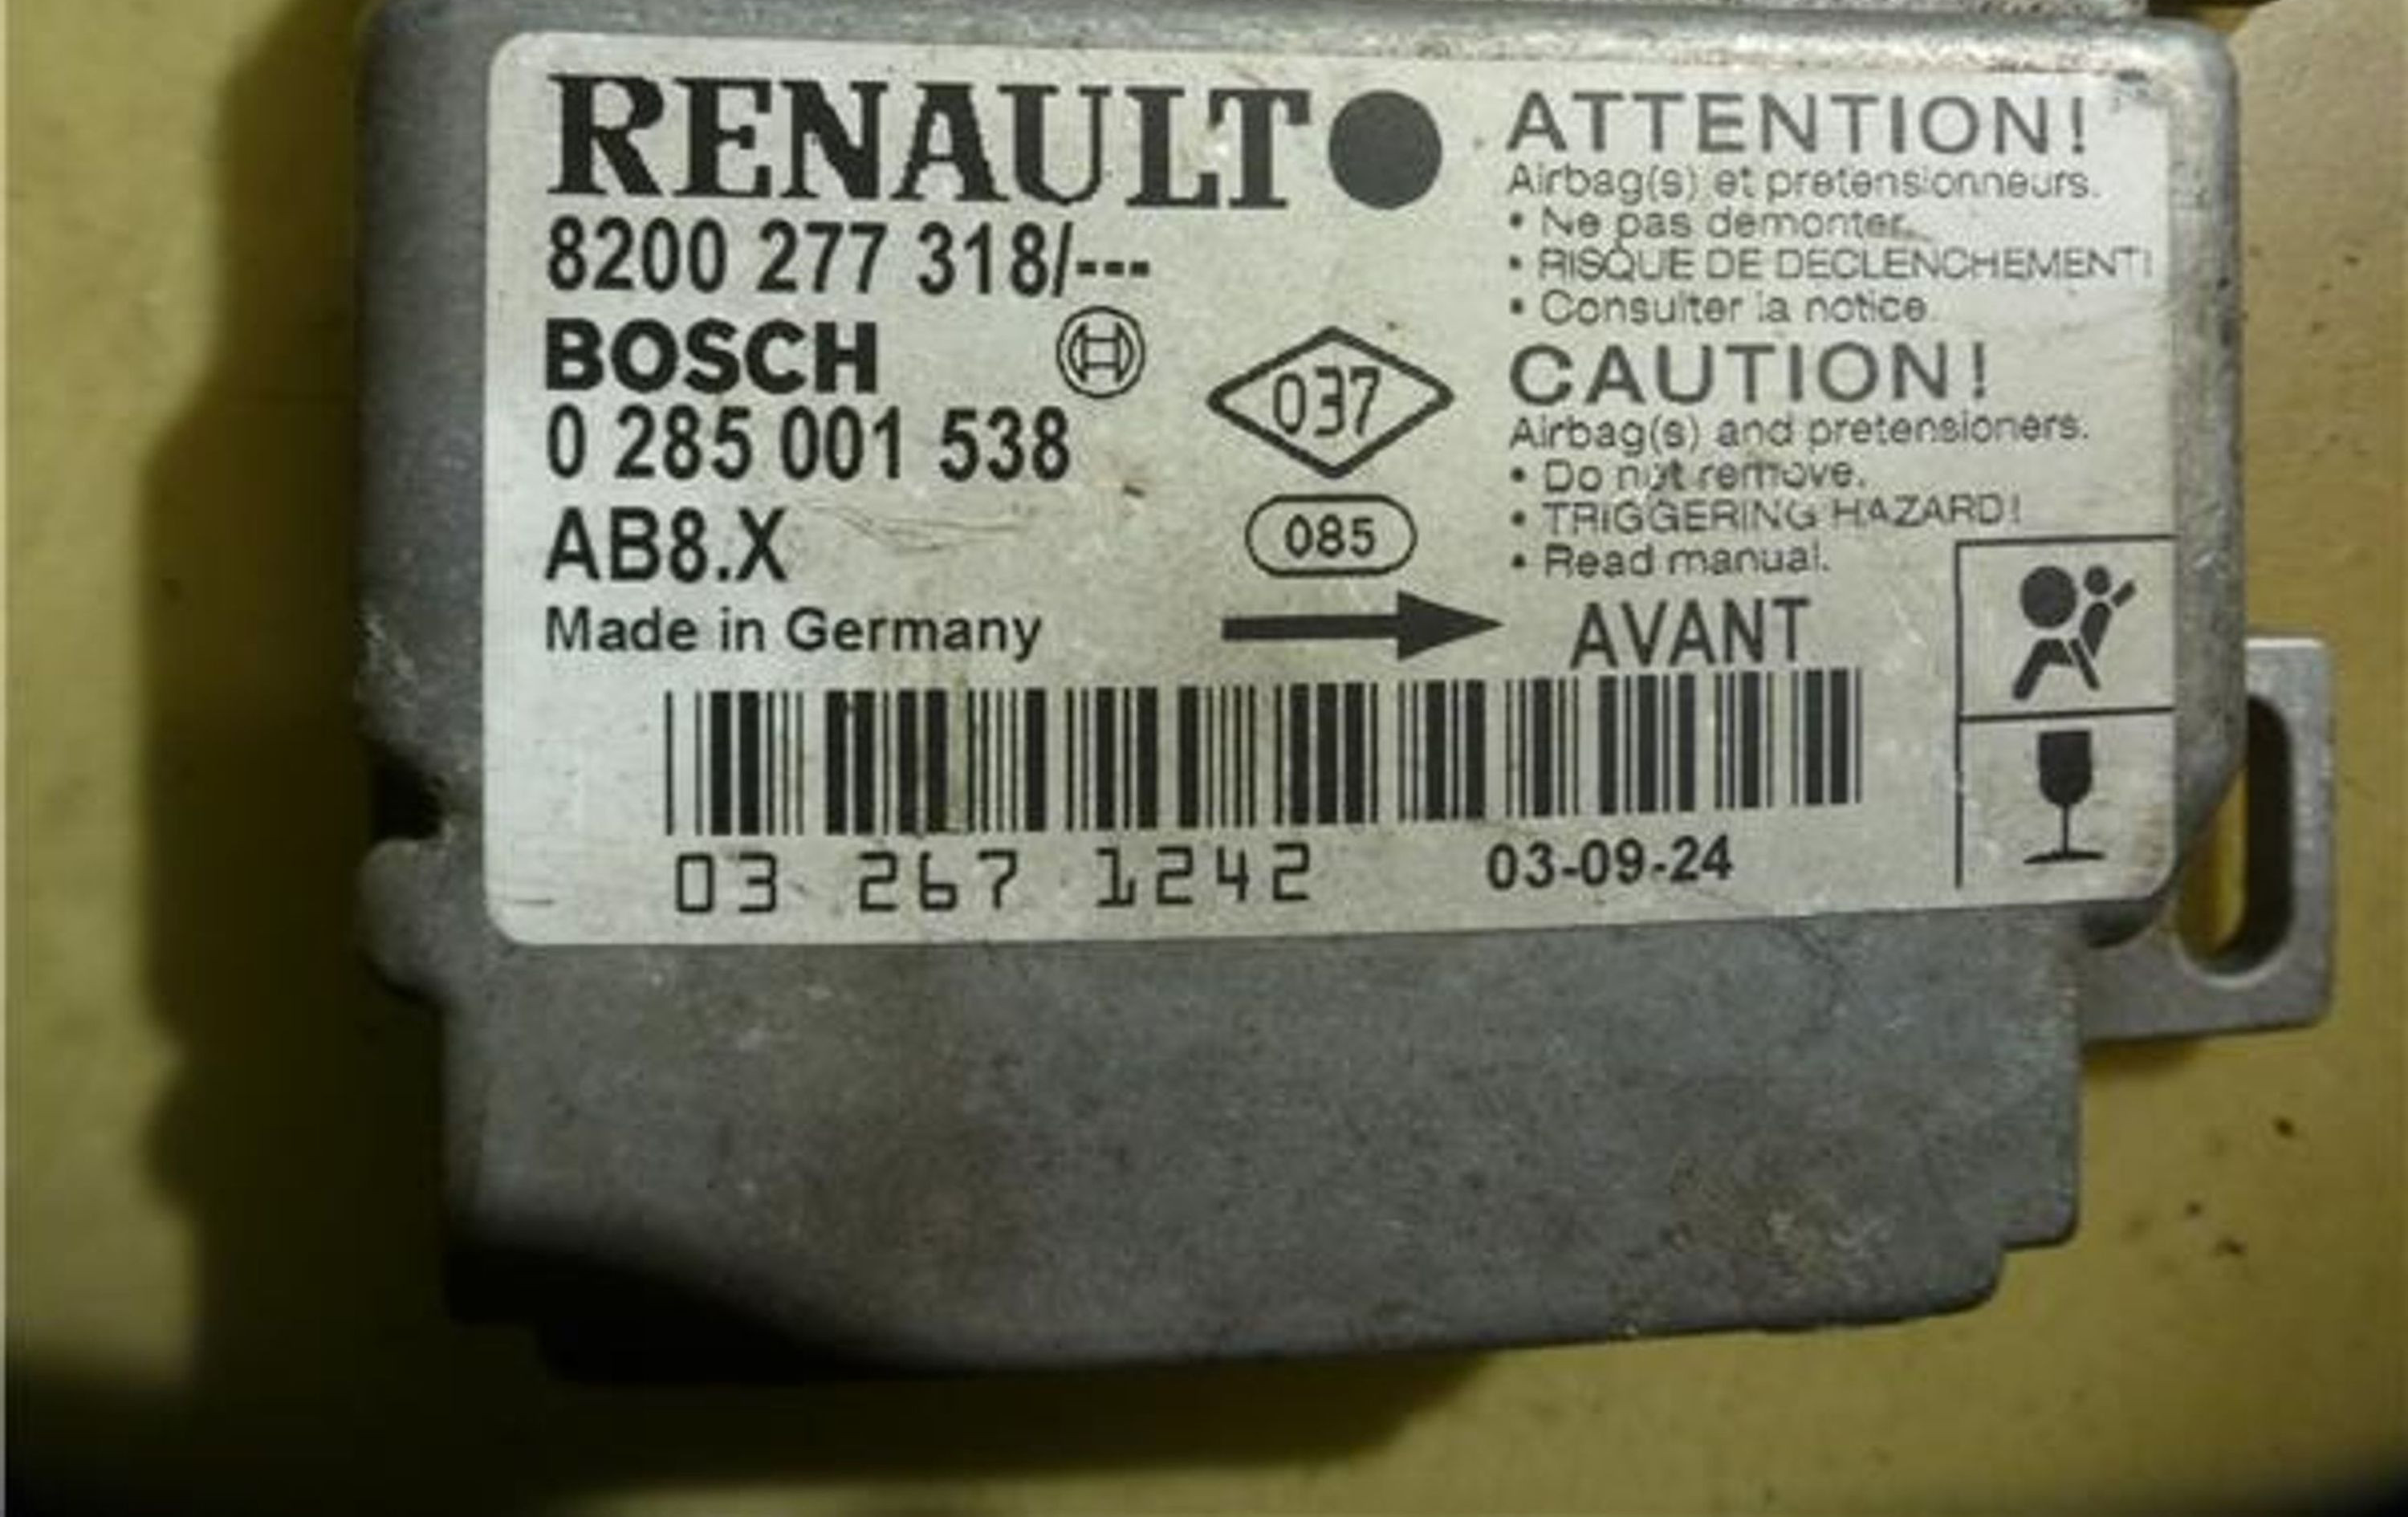 RENAULT
8200 277 318/---
BOSCH
0 285 001 538
AB8.X
Made in Germany
037
085
ATTENTION!
Airbag(s) et pretensionneurs.
• Ne pas demonter.
• RISQUE DE DECLENCHEMENT!
• Consulter la notice
CAUTION!
Airbag(s) and pretensioners.
• Do not remove.
• TRIGGERING HAZARD!
• Read manual.
AVANT
03 267 1242
03-09-24